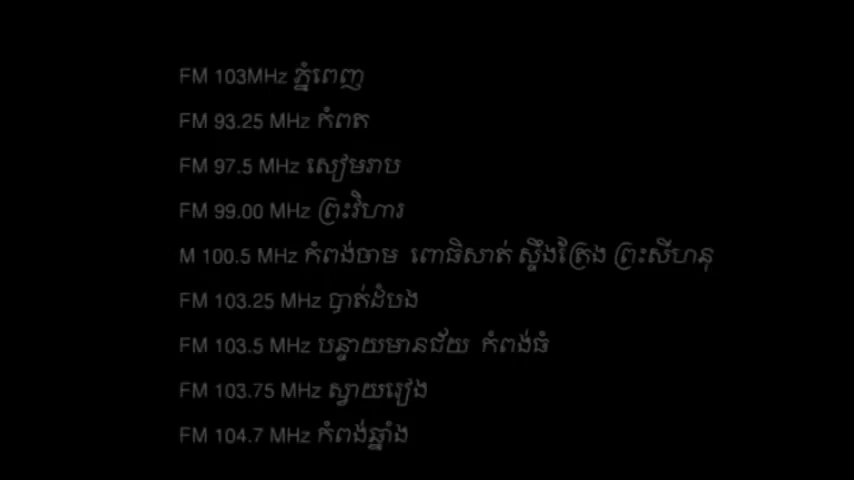 FM 103MHz ភ្នំពេញ
FM 93.25 MHz កំពត
FM 97.5 MHz សៀមរាប
FM 99.00 MHz ព្រះវិហារ
M 100.5 MHz កំពង់ចាម ពោធិសាត់ ស្ទឹងត្រែង ព្រះសីហនុ
FM 103.25 MHz បាត់ដំបង
FM 103.5 MHz បន្ទាយមានជ័យ កំពង់ធំ
FM 103.75 MHz ស្វាយរៀង
FM 104.7 MHz កំពង់ឆ្នាំង